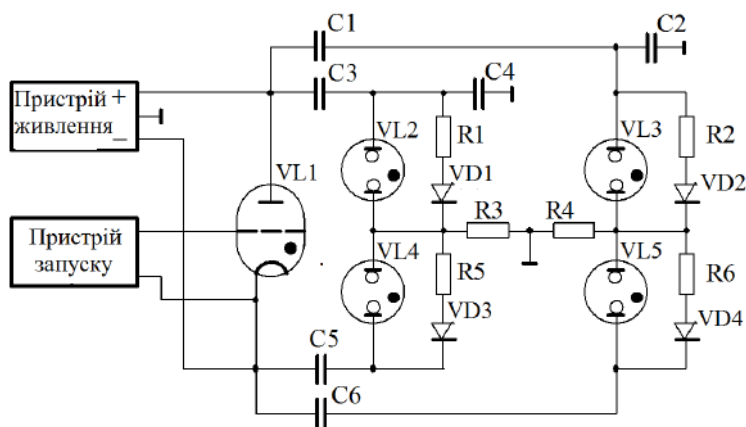 C1
C2
C3
C4
Пристрій +
живлення −
VL2
R1
VL3
R2
VL1
VD1
VD2
Пристрій
запуску
R3
R4
VL4
R5
VL5
R6
VD3
VD4
C5
C6